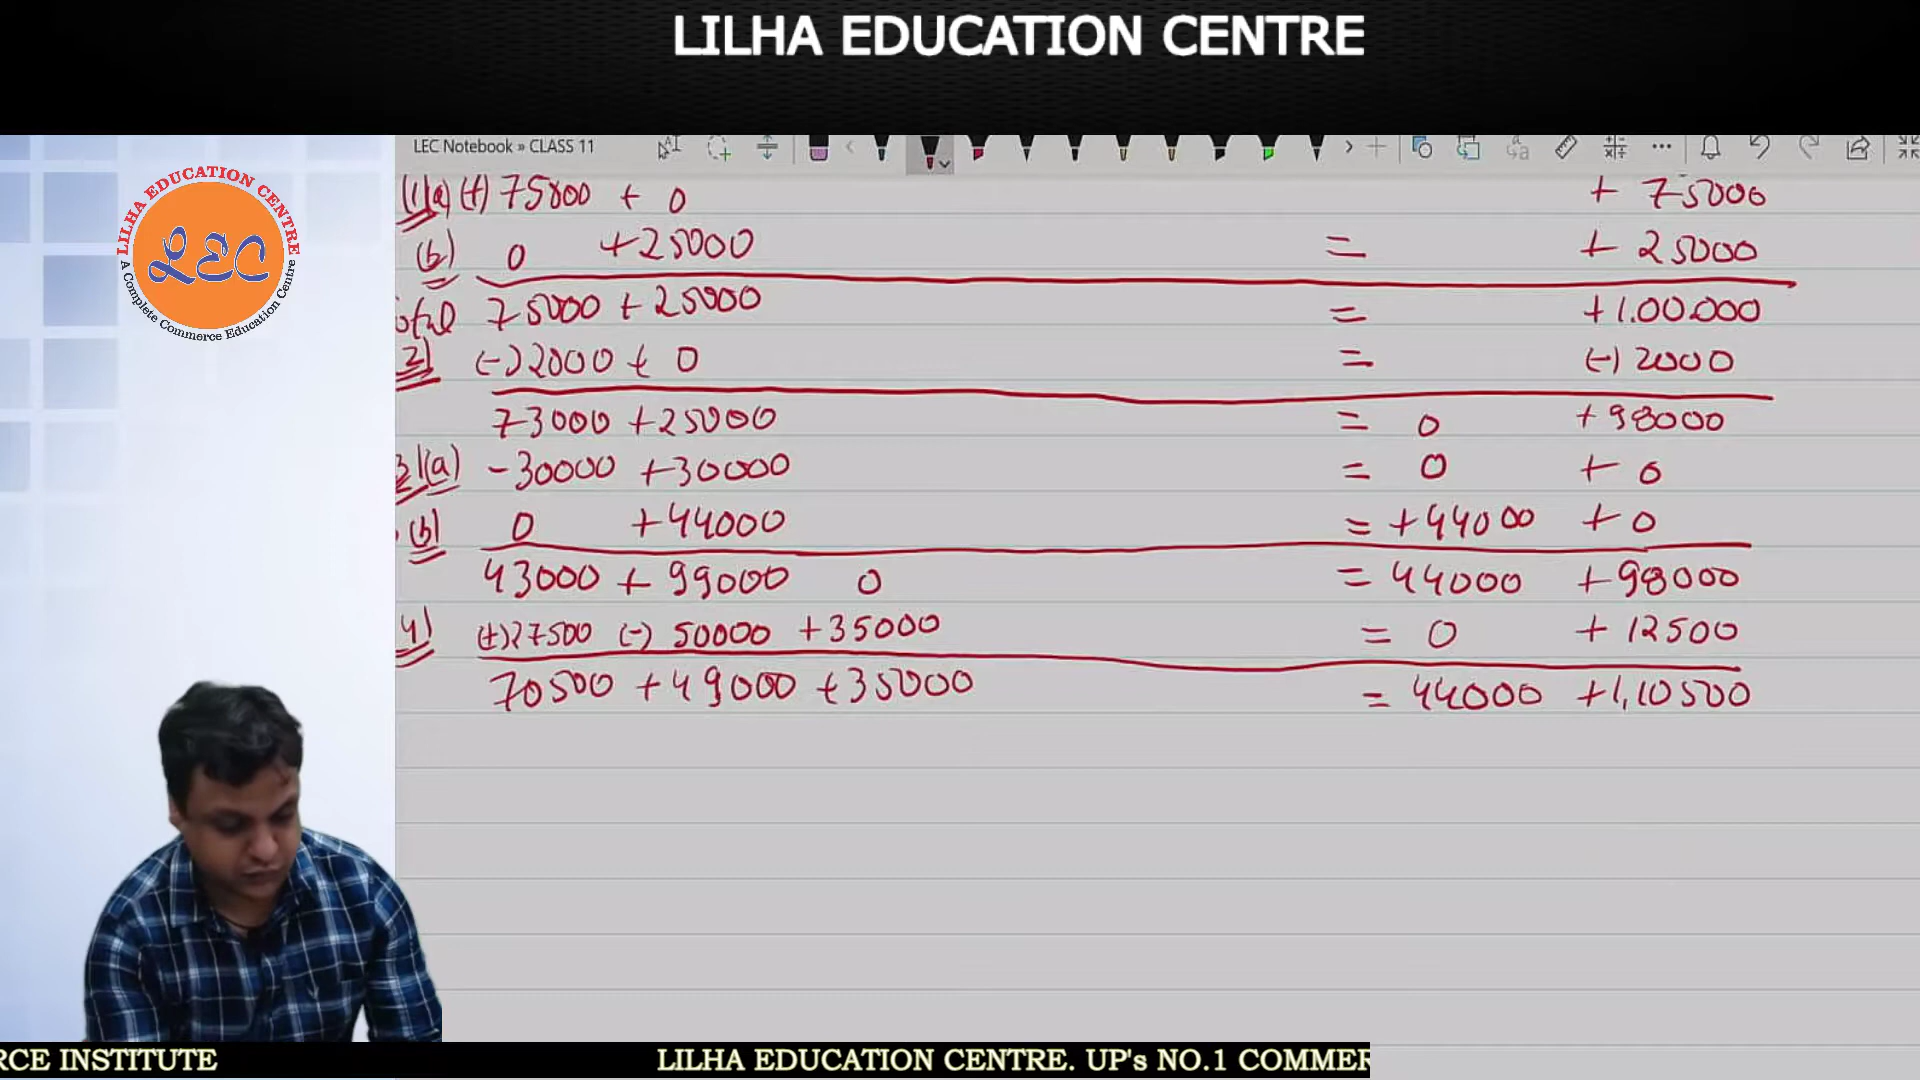 LILHA EDUCATION CENTRE
LEC Notebook » CLASS 11
LILHA EDUCATION CENTRE
LEC
A Complete Commerce Education Centre
(1)(a) (+) 75000 + 0 + 75000
(b) 0 +25000 = + 25000
otal 75000 + 25000 = +1,00,000
2) (-) 2000 + 0 = (-) 2000
73000 +25000 = 0 +98000
3)(a) -30000 +30000 = 0 + 0
(b) 0 +44000 = +44000 + 0
43000 + 99000 0 = 44000 +98000
4) (+) 27500 (-) 50000 +35000 = 0 + 12500
70500 +49000 +35000 = 44000 +1,10500
RCE INSTITUTE LILHA EDUCATION CENTRE. UP's NO.1 COMMER